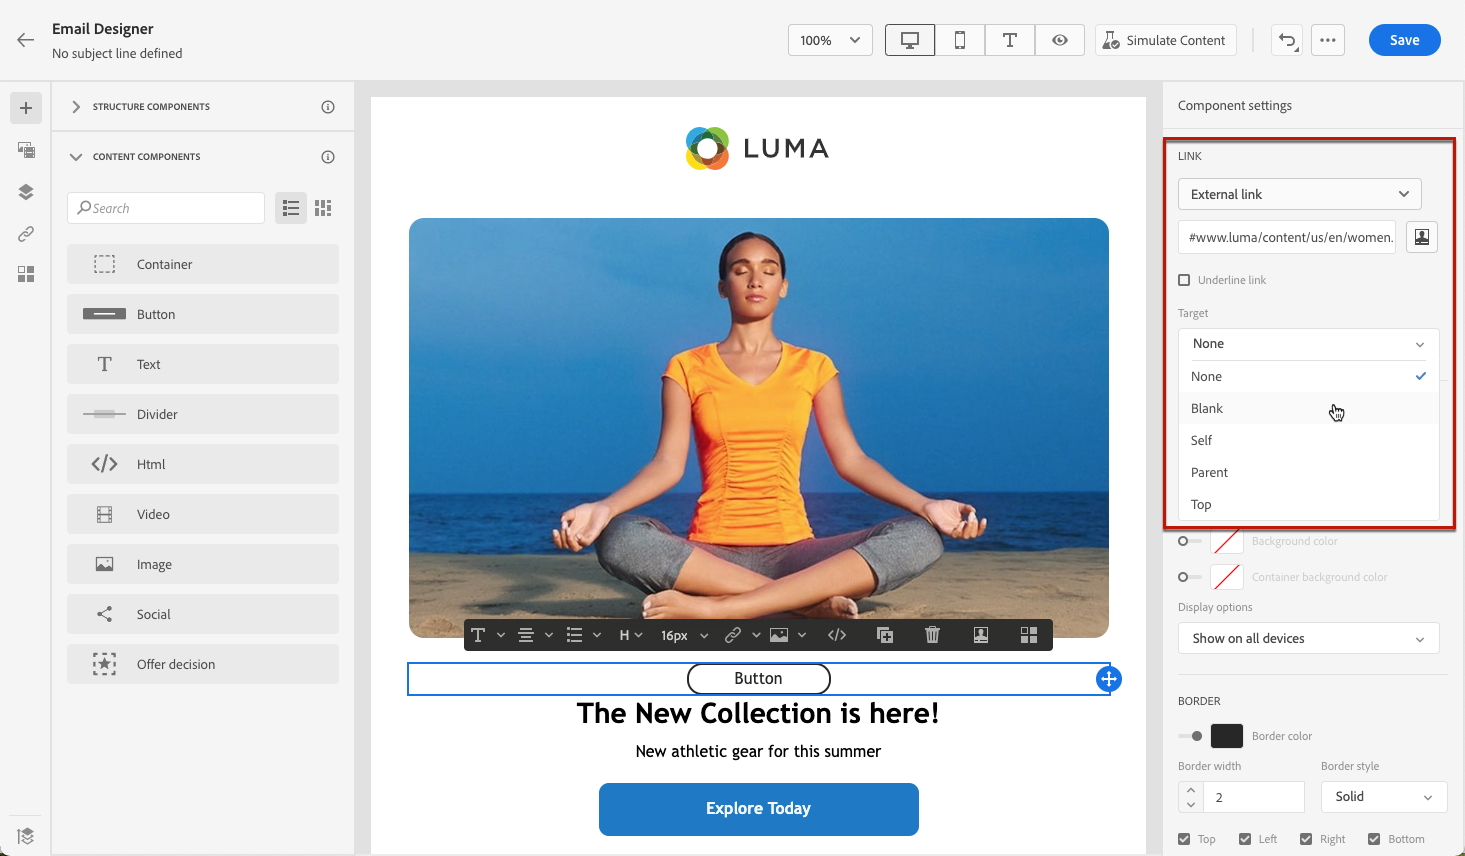 Email Designer
No subject line defined
100%
Simulate Content
Save
STRUCTURE COMPONENTS
CONTENT COMPONENTS
Search
Container
Button
Text
Divider
Html
Video
Image
Social
Offer decision
LUMA
H
16px
Button
The New Collection is here!
New athletic gear for this summer
Explore Today
Component settings
LINK
External link
#www.luma/content/us/en/women.
Underline link
Target
None
None
Blank
Self
Parent
Top
Background color
Container background color
Display options
Show on all devices
BORDER
Border color
Border width
Border style
2
Solid
Top
Left
Right
Bottom